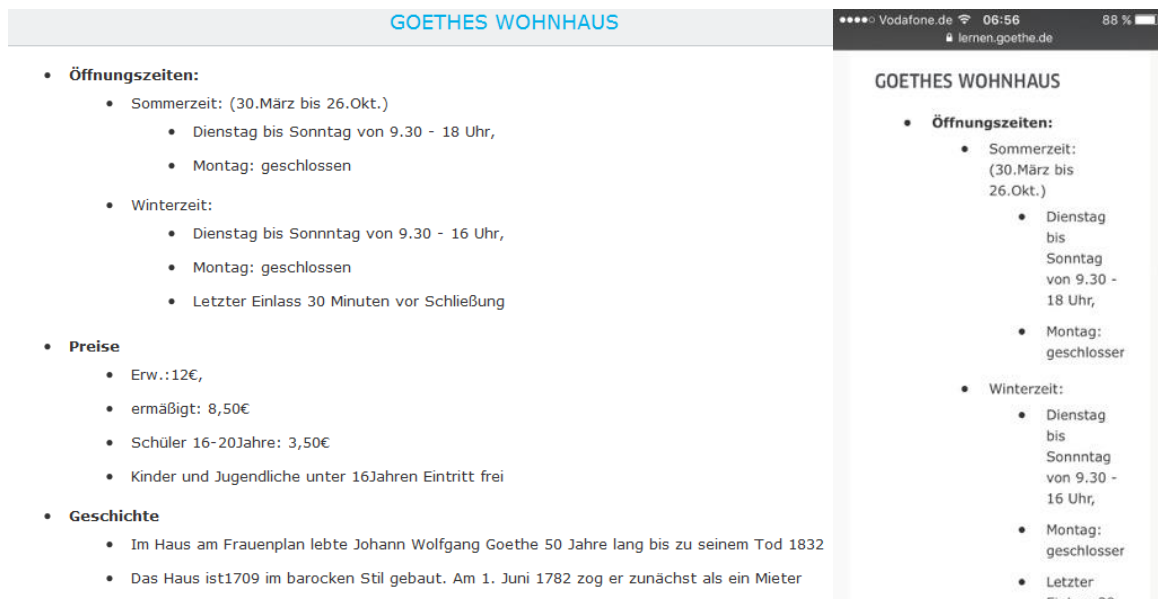 GOETHES WOHNHAUS
• Öffnungszeiten:
• Sommerzeit: (30.März bis 26.Okt.)
• Dienstag bis Sonntag von 9.30 - 18 Uhr,
• Montag: geschlossen
• Winterzeit:
• Dienstag bis Sonnntag von 9.30 - 16 Uhr,
• Montag: geschlossen
• Letzter Einlass 30 Minuten vor Schließung
• Preise
• Erw.:12€,
• ermäßigt: 8,50€
• Schüler 16-20Jahre: 3,50€
• Kinder und Jugendliche unter 16Jahren Eintritt frei
• Geschichte
• Im Haus am Frauenplan lebte Johann Wolfgang Goethe 50 Jahre lang bis zu seinem Tod 1832
• Das Haus ist1709 im barocken Stil gebaut. Am 1. Juni 1782 zog er zunächst als ein Mieter
Vodafone.de 06:56 88 %
lernen.goethe.de
GOETHES WOHNHAUS
• Öffnungszeiten:
• Sommerzeit:
(30.März bis
26.Okt.)
• Dienstag
bis
Sonntag
von 9.30 -
18 Uhr,
• Montag:
geschlosser
• Winterzeit:
• Dienstag
bis
Sonnntag
von 9.30 -
16 Uhr,
• Montag:
geschlosser
• Letzter